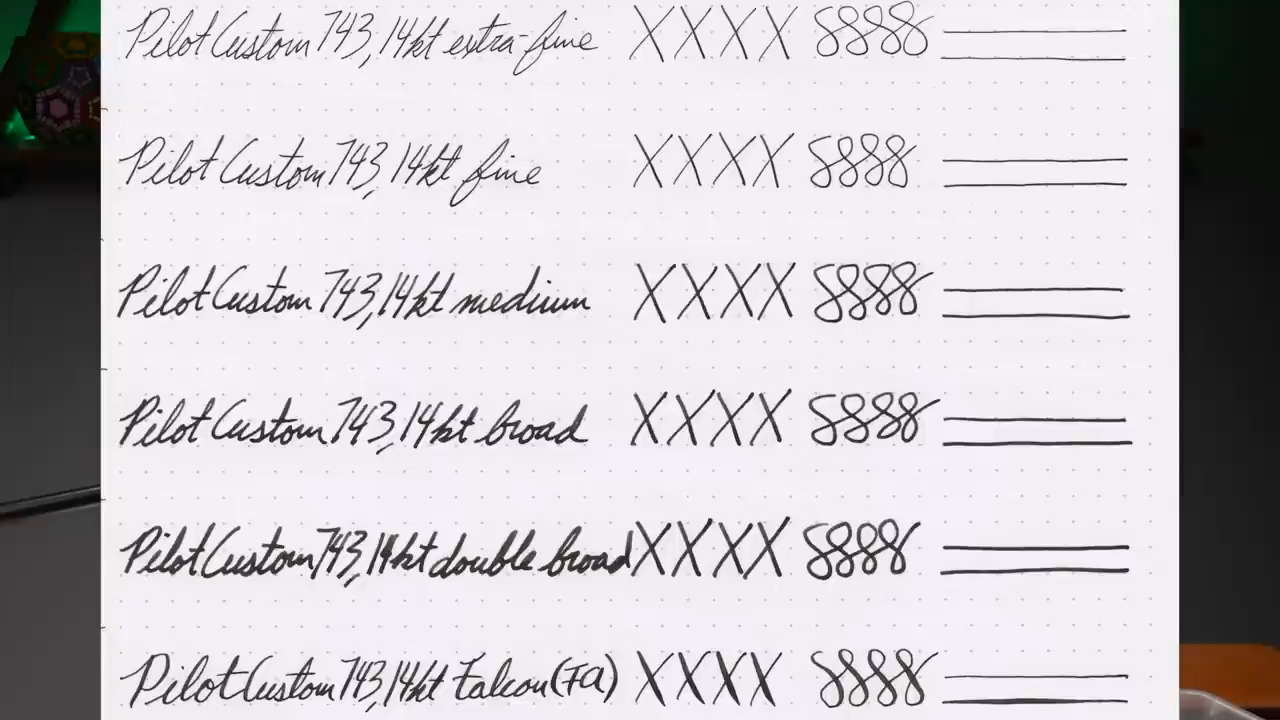 Pilot Custom 743, 14kt extra-fine XXXX 8888
Pilot Custom 743, 14kt fine XXXX 8888
Pilot Custom 743, 14kt medium XXXX 8888
Pilot Custom 743, 14kt broad XXXX 8888
Pilot Custom 743, 14kt double broad XXXX 8888
Pilot Custom 743, 14kt Falcon (FA) XXXX 8888